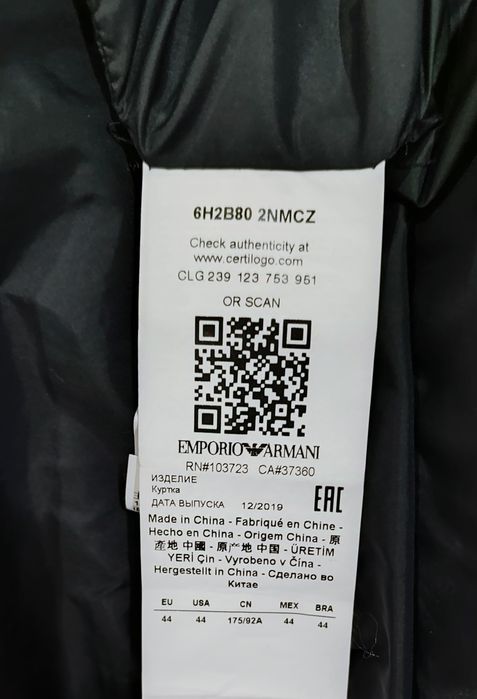 6H2B80 2NMCZ
Check authenticity at
www.certilogo.com
CLG 239 123 753 951
OR SCAN
EMPORIO ARMANI
RN#103723 CA#37360
ИЗДЕЛИЕ
Куртка
ДАТА ВЫПУСКА 12/2019
EAC
Made in China - Fabriqué en Chine -
Hecho en China - Origem China - 原
産地 中國 - 原产地 中国 - ÜRETİM
YERİ Çin - Vyrobeno v Čína -
Hergestellt in China - Сделано во
Китае
EU USA CN MEX BRA
44 44 175/92A 44 44